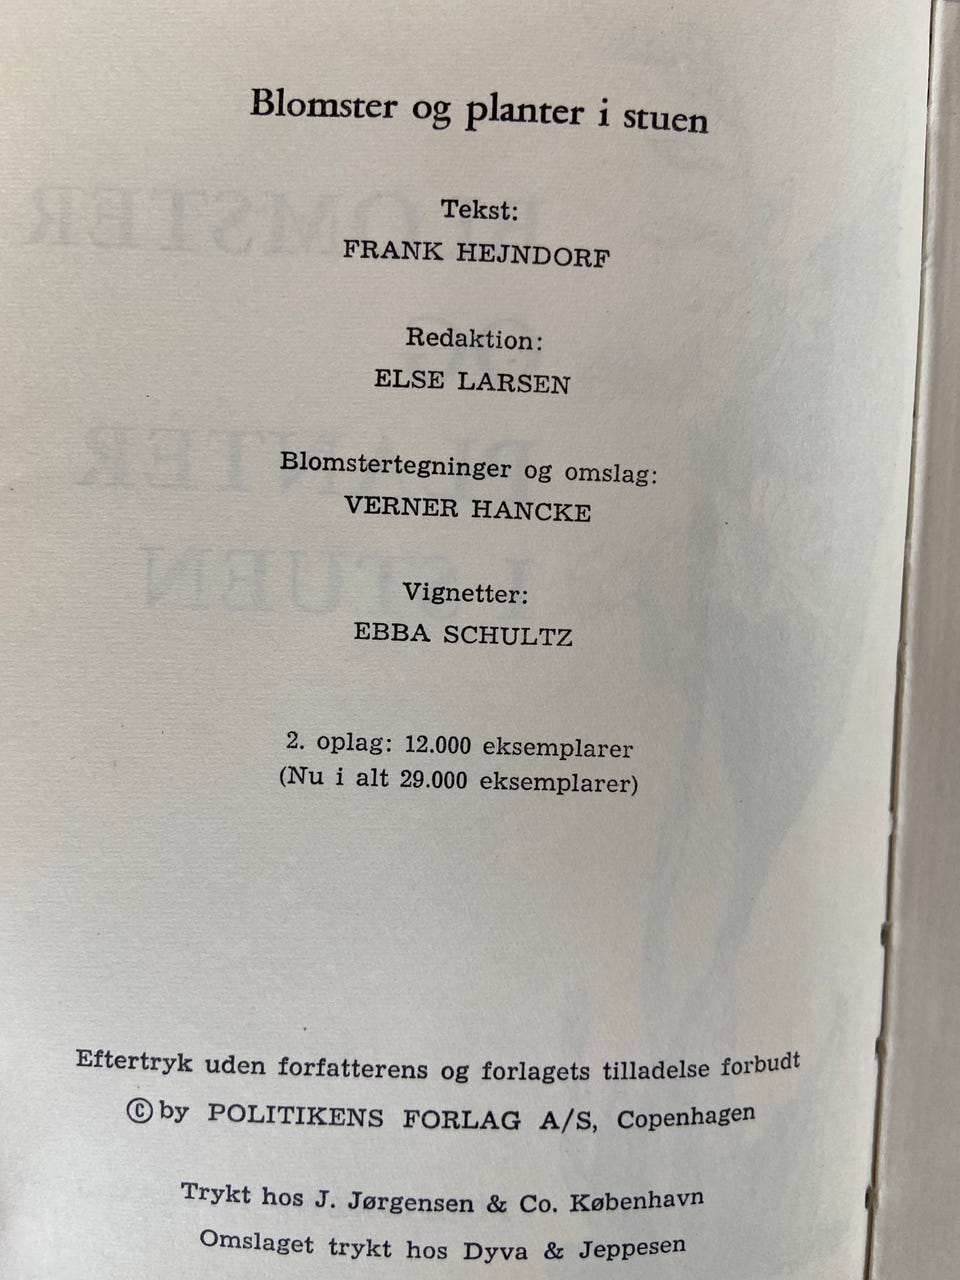 Blomster og planter i stuen
Tekst:
FRANK HEJNDORF
Redaktion:
ELSE LARSEN
Blomstertegninger og omslag:
VERNER HANCKE
Vignetter:
EBBA SCHULTZ
2. oplag: 12.000 eksemplarer
(Nu i alt 29.000 eksemplarer)
Eftertryk uden forfatterens og forlagets tilladelse forbudt
© by POLITIKENS FORLAG A/S, Copenhagen
Trykt hos J. Jørgensen & Co. København
Omslaget trykt hos Dyva & Jeppesen